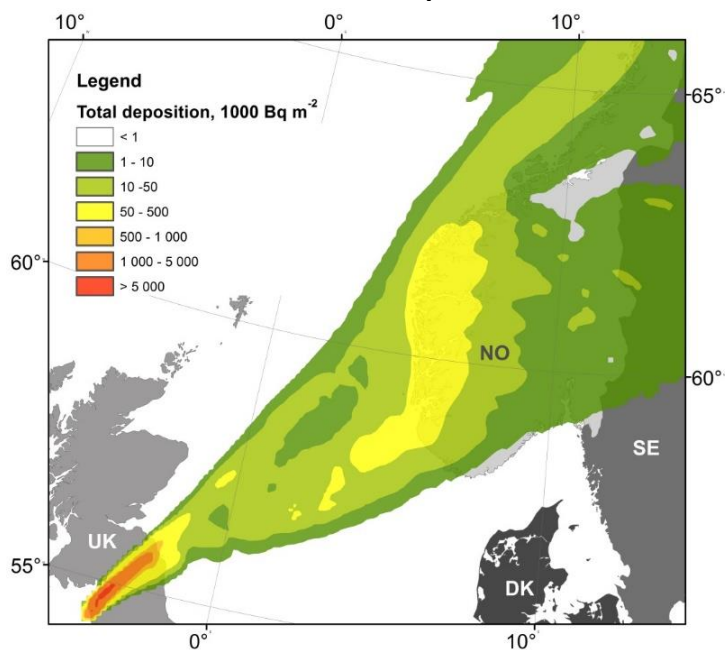 10° 0° 10°
Legend
Total deposition, 1000 Bq m⁻²
< 1
1 - 10
10 -50
50 - 500
500 - 1 000
1 000 - 5 000
> 5 000
65°
60°
NO
60°
SE
UK
55°
DK
0° 10°